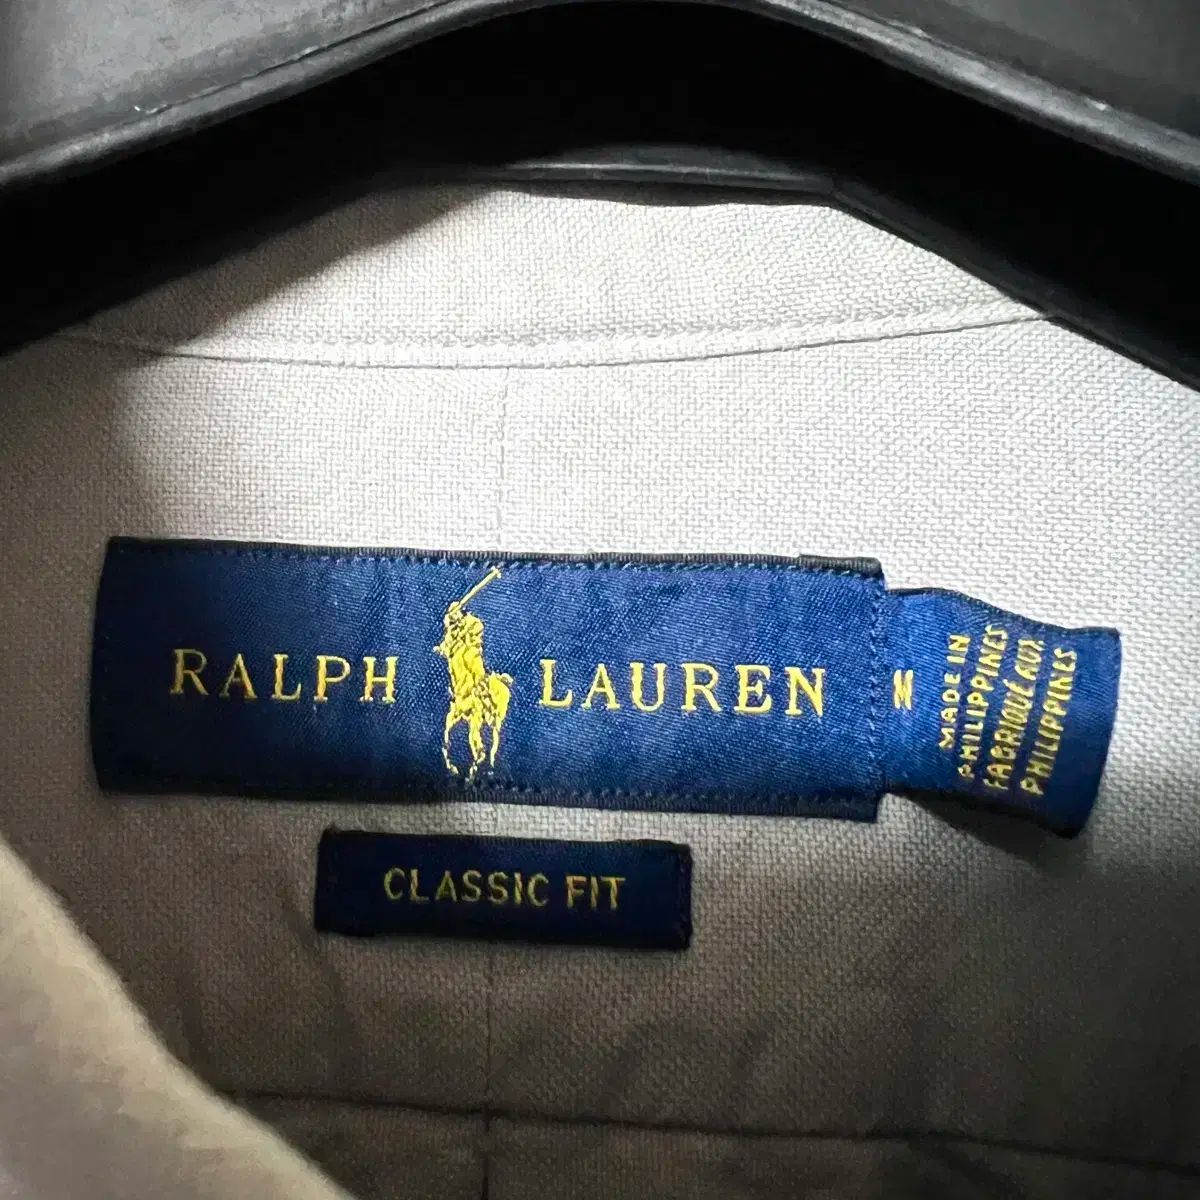 RALPH LAUREN
M
MADE IN
PHILIPPINES
FABRIQUÉ AUX
PHILIPPINES
CLASSIC FIT